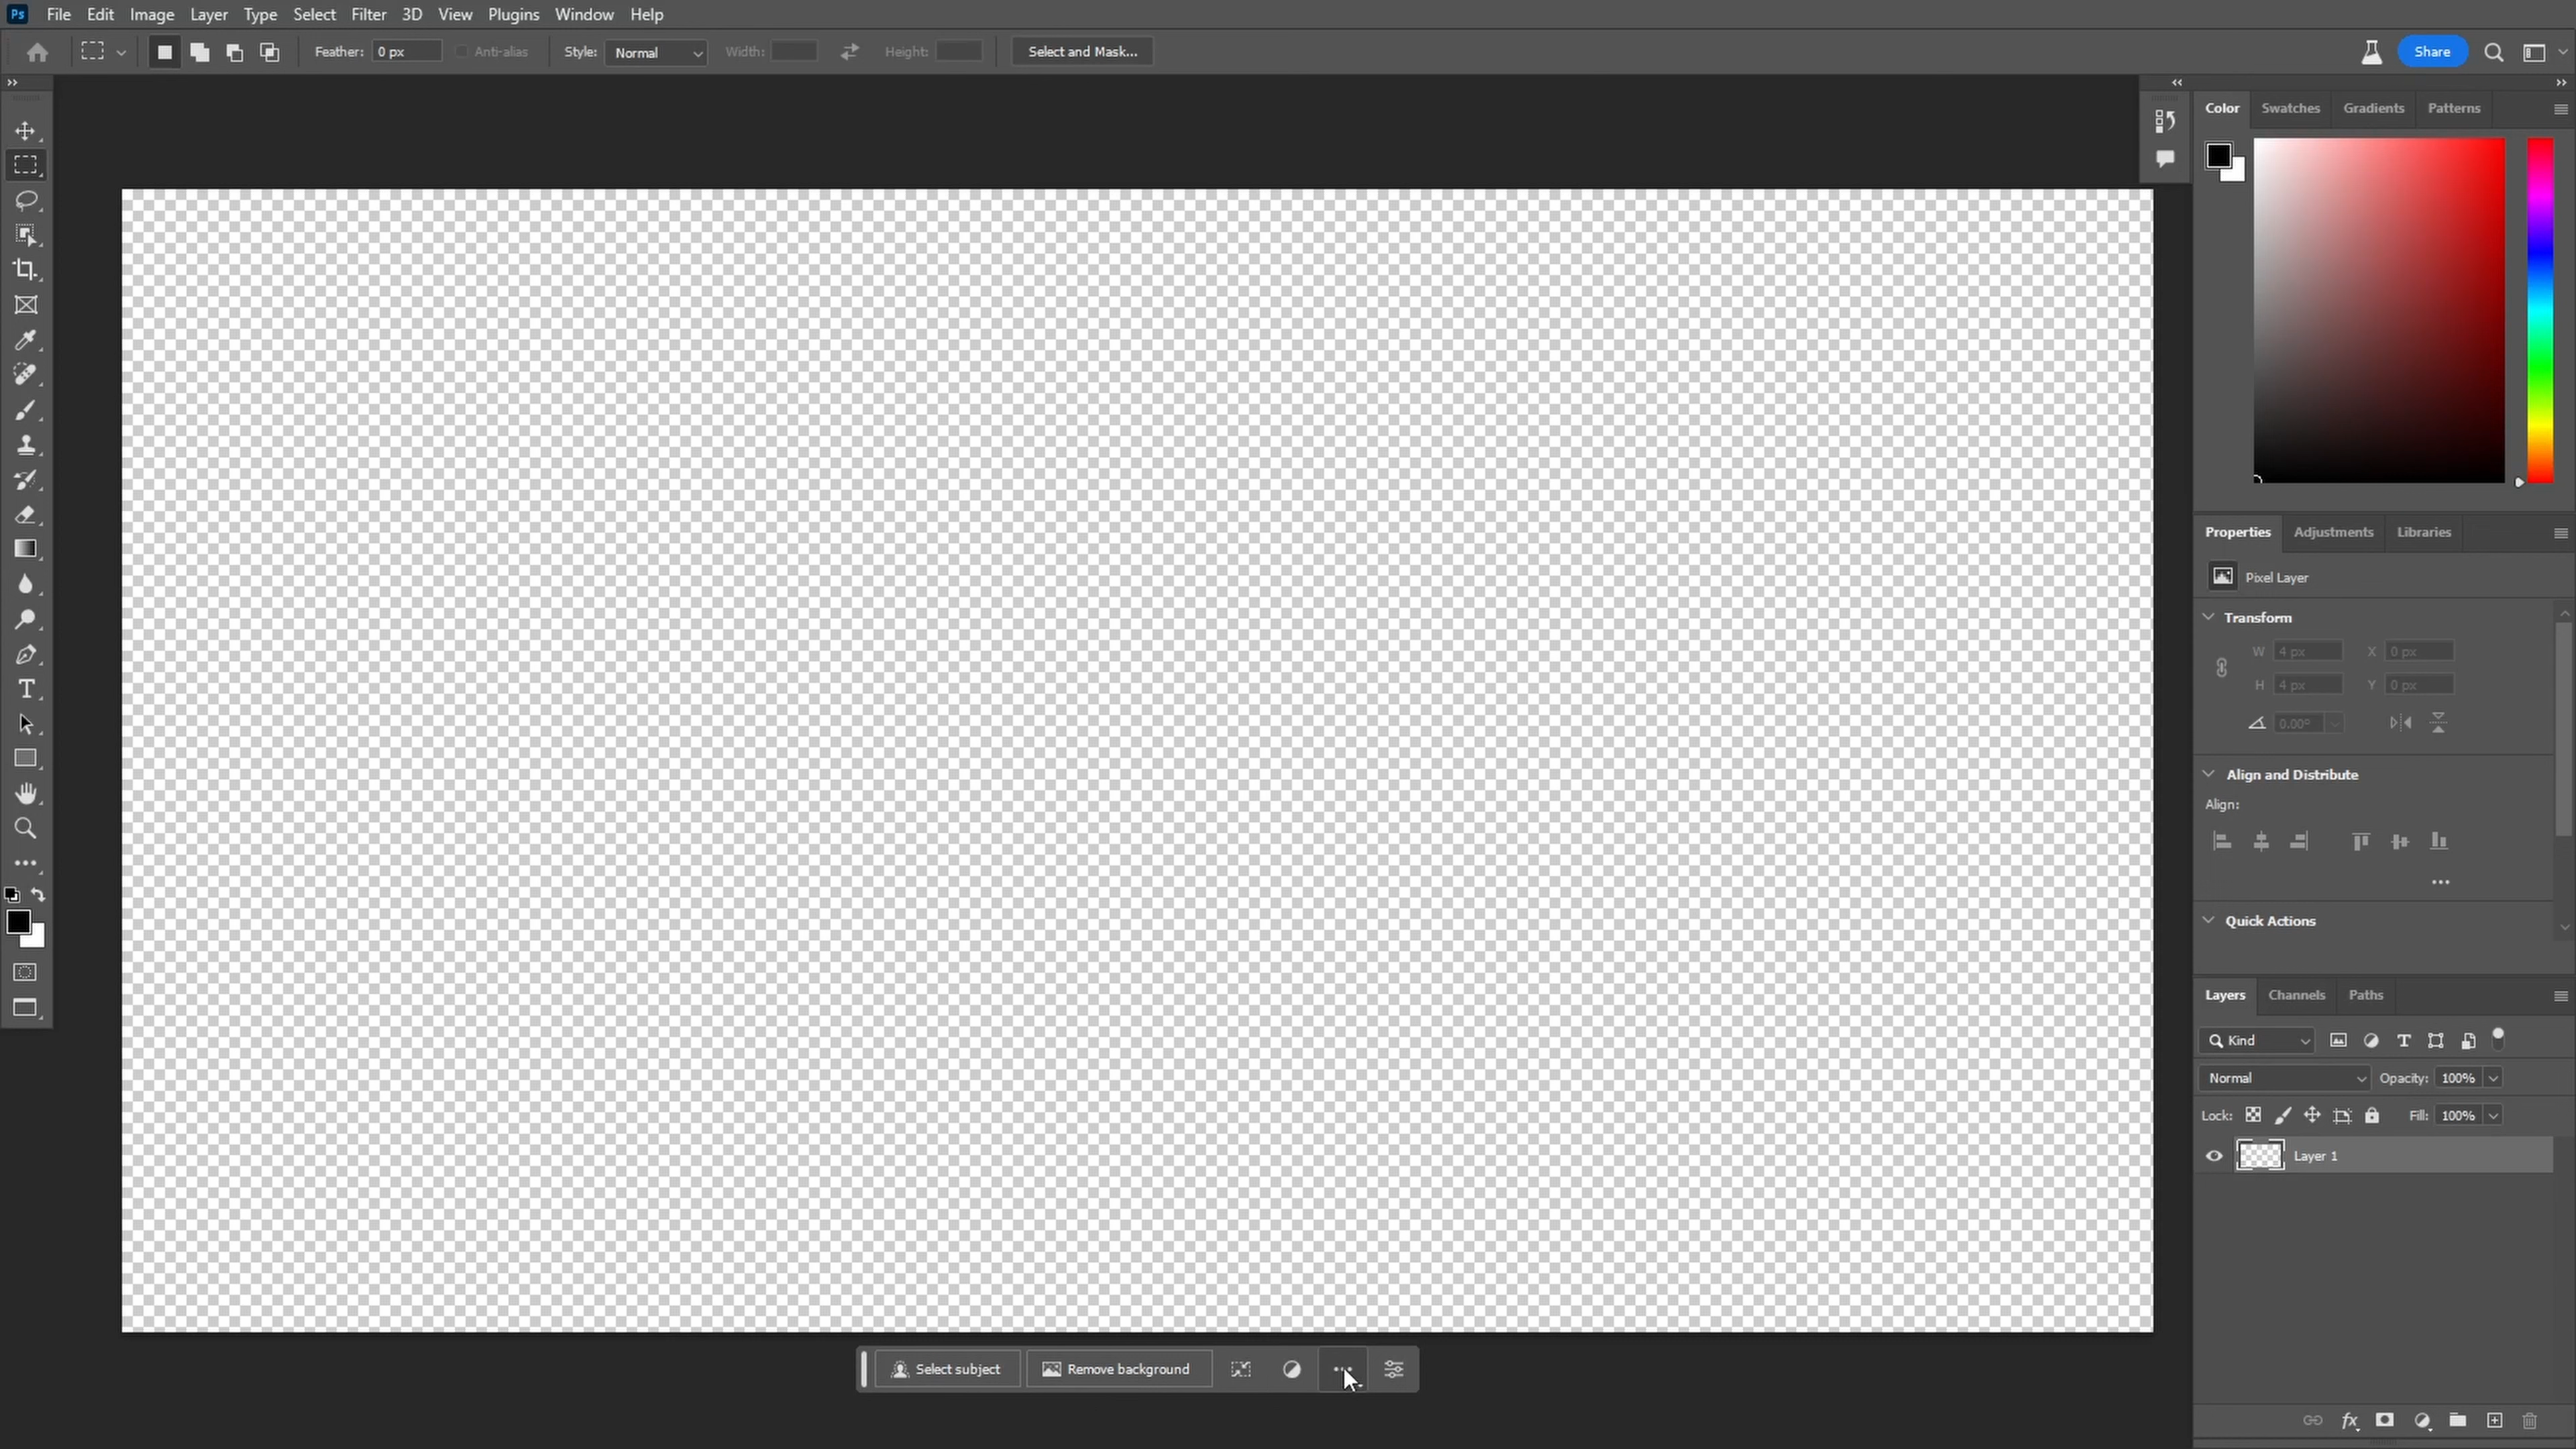 Ps File Edit Image Layer Type Select Filter 3D View Plugins Window Help
Feather: 0 px Anti-alias Style: Normal Width: Height: Select and Mask... Share
Color Swatches Gradients Patterns
Properties Adjustments Libraries
Pixel Layer
Transform
W 4 px X 0 px
H 4 px Y 0 px
0.00°
Align and Distribute
Align:
Quick Actions
Layers Channels Paths
Kind
Normal Opacity: 100%
Lock: Fill: 100%
Layer 1
Select subject Remove background
fx